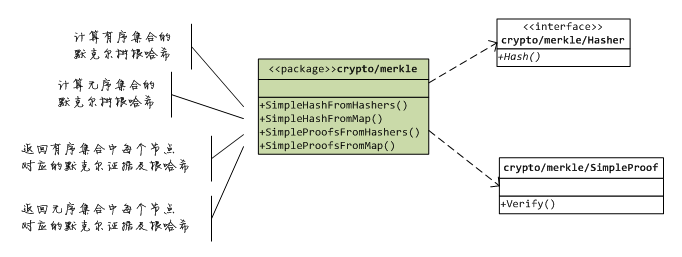 计算有序集合的
默克尔树根哈希
计算无序集合的
默克尔树根哈希
返回有序集合中每个节点
对应的默克尔证据及根哈希
返回无序集合中每个节点
对应的默克尔证据及根哈希
<<package>>crypto/merkle
+SimpleHashFromHashers()
+SimpleHashFromMap()
+SimpleProofsFromHashers()
+SimpleProofsFromMap()
<<interface>>
crypto/merkle/Hasher
+Hash()
crypto/merkle/SimpleProof
+Verify()